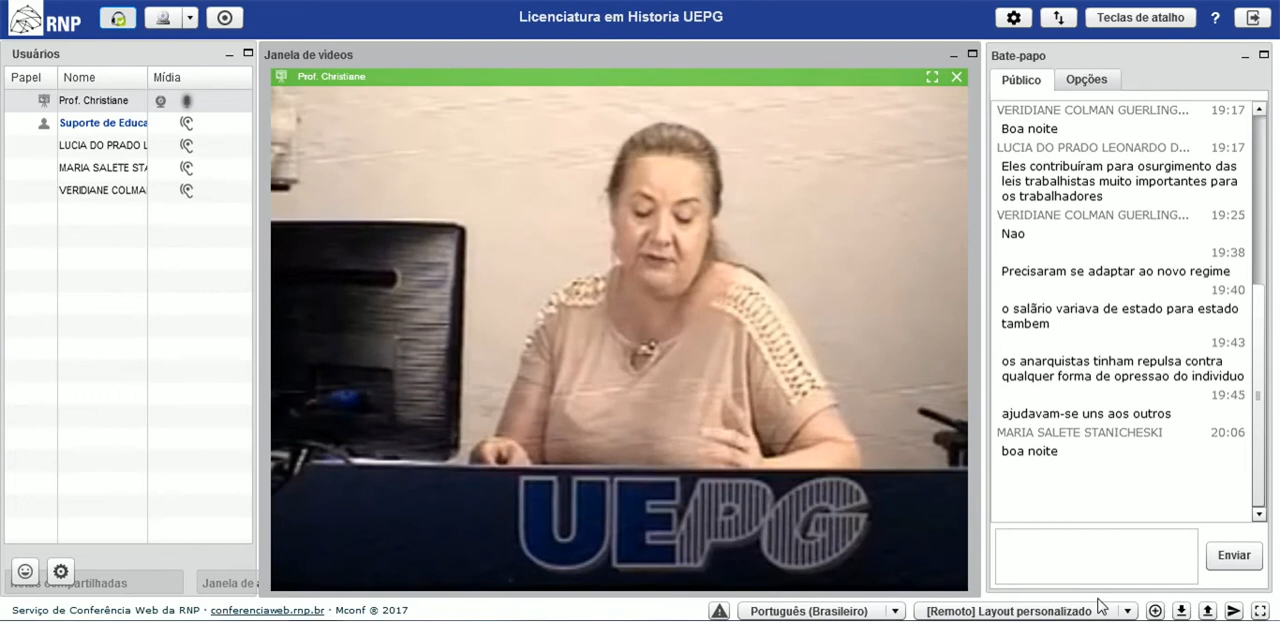 RNP
Licenciatura em Historia UEPG
Teclas de atalho
?
Usuários
Papel Nome Mídia
Prof. Christiane
Suporte de Educa
LUCIA DO PRADO L
MARIA SALETE STA
VERIDIANE COLMA
Janela de
Janela de vídeos
Prof. Christiane
UEPG
Bate-papo
Público Opções
VERIDIANE COLMAN GUERLING... 19:17
Boa noite
LUCIA DO PRADO LEONARDO D... 19:17
Eles contribuíram para osurgimento das
leis trabalhistas muito importantes para
os trabalhadores
VERIDIANE COLMAN GUERLING... 19:25
Nao
19:38
Precisaram se adaptar ao novo regime
19:40
o salãrio variava de estado para estado
tambem
19:43
os anarquistas tinham repulsa contra
qualquer forma de opressao do individuo
19:45
ajudavam-se uns aos outros
MARIA SALETE STANICHESKI 20:06
boa noite
Enviar
Serviço de Conferência Web da RNP · conferenciaweb.rnp.br · Mconf © 2017
Português (Brasileiro)
[Remoto] Layout personalizado